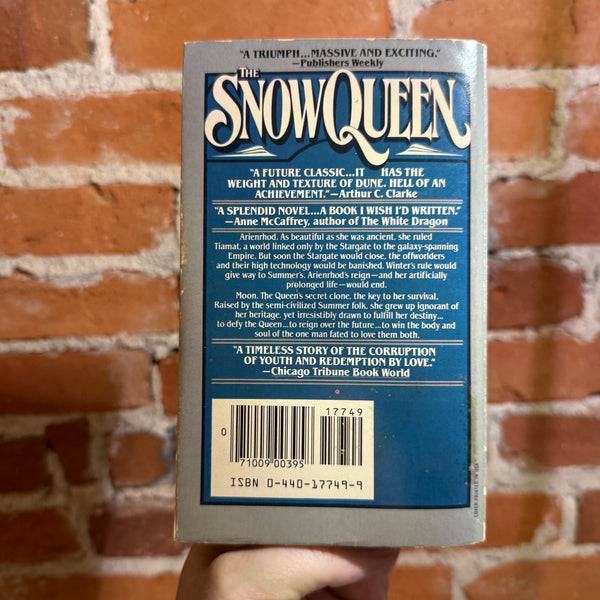 "A TRIUMPH...MASSIVE AND EXCITING."
—Publishers Weekly
THE
SNOW QUEEN
"A FUTURE CLASSIC...IT HAS THE
WEIGHT AND TEXTURE OF DUNE. HELL OF AN
ACHIEVEMENT."—Arthur C. Clarke
"A SPLENDID NOVEL...A BOOK I WISH I'D WRITTEN."
—Anne McCaffrey, author of The White Dragon
Arienrhod. As beautiful as she was ancient, she ruled
Tiamat, a world linked only by the Stargate to the galaxy-spanning
Empire. But soon the Stargate would close, the offworlders
and their high technology would be banished. Winter's rule would
give way to Summer's. Arienrhod's reign—and her artificially
prolonged life—would end.
Moon. The Queen's secret clone, the key to her survival.
Raised by the semi-civilized Summer folk, she grew up ignorant of
her heritage, yet irresistibly drawn to fulfill her destiny...
to defy the Queen...to reign over the future...to win the body and
soul of the one man fated to love them both.
"A TIMELESS STORY OF THE CORRUPTION
OF YOUTH AND REDEMPTION BY LOVE."
—Chicago Tribune Book World
17749
0
71009 00395
ISBN 0-440-17749-9
COVER PRINTED IN USA